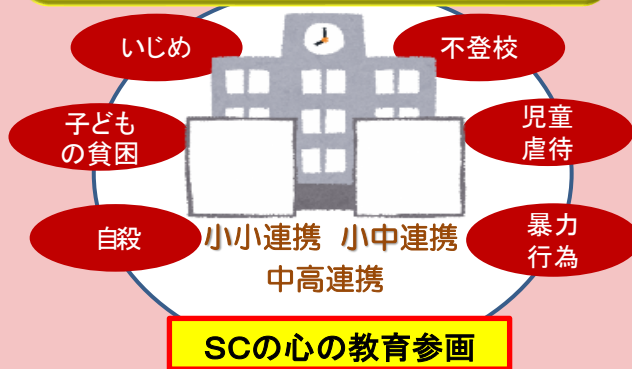 いじめ
不登校
子ども
の貧困
児童
虐待
自殺
暴力
行為
小小連携 小中連携
中高連携
SCの心の教育参画